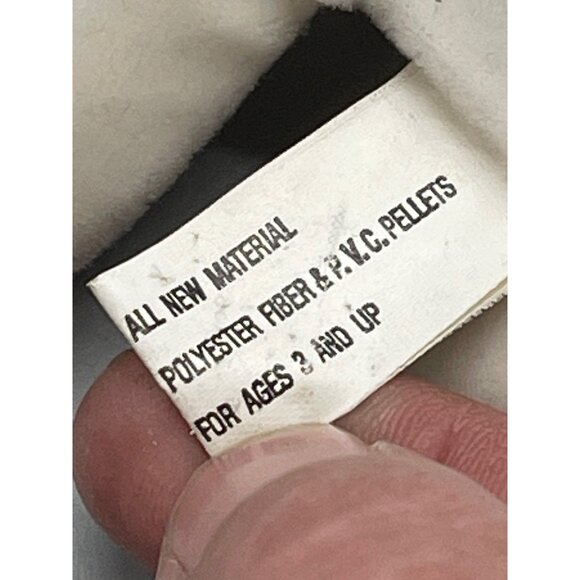 ALL NEW MATERIAL
POLYESTER FIBER & P.V.C. PELLETS
FOR AGES 3 AND UP